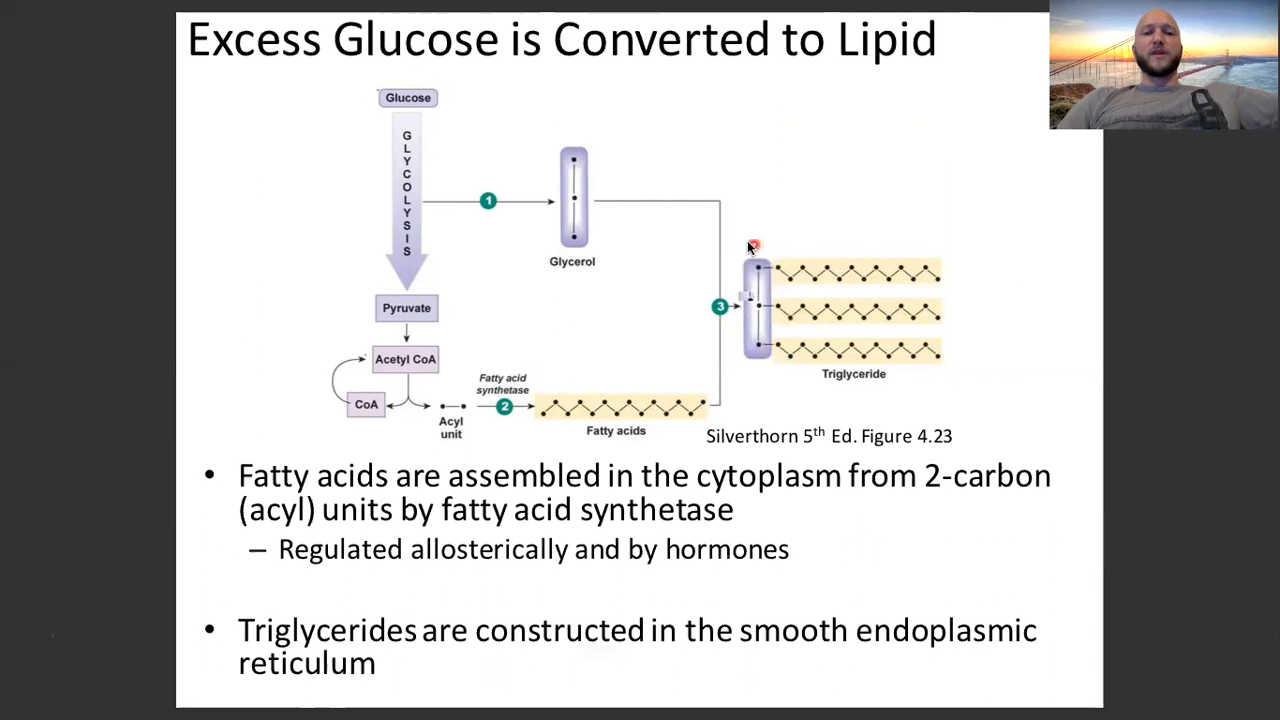 Excess Glucose is Converted to Lipid
Glucose
GLYCOLYSIS
1
Glycerol
Pyruvate
3
Acetyl CoA
Triglyceride
Fatty acid
synthetase
CoA
2
Acyl
unit
Fatty acids
Silverthorn 5th Ed. Figure 4.23
• Fatty acids are assembled in the cytoplasm from 2-carbon
(acyl) units by fatty acid synthetase
– Regulated allosterically and by hormones
• Triglycerides are constructed in the smooth endoplasmic
reticulum